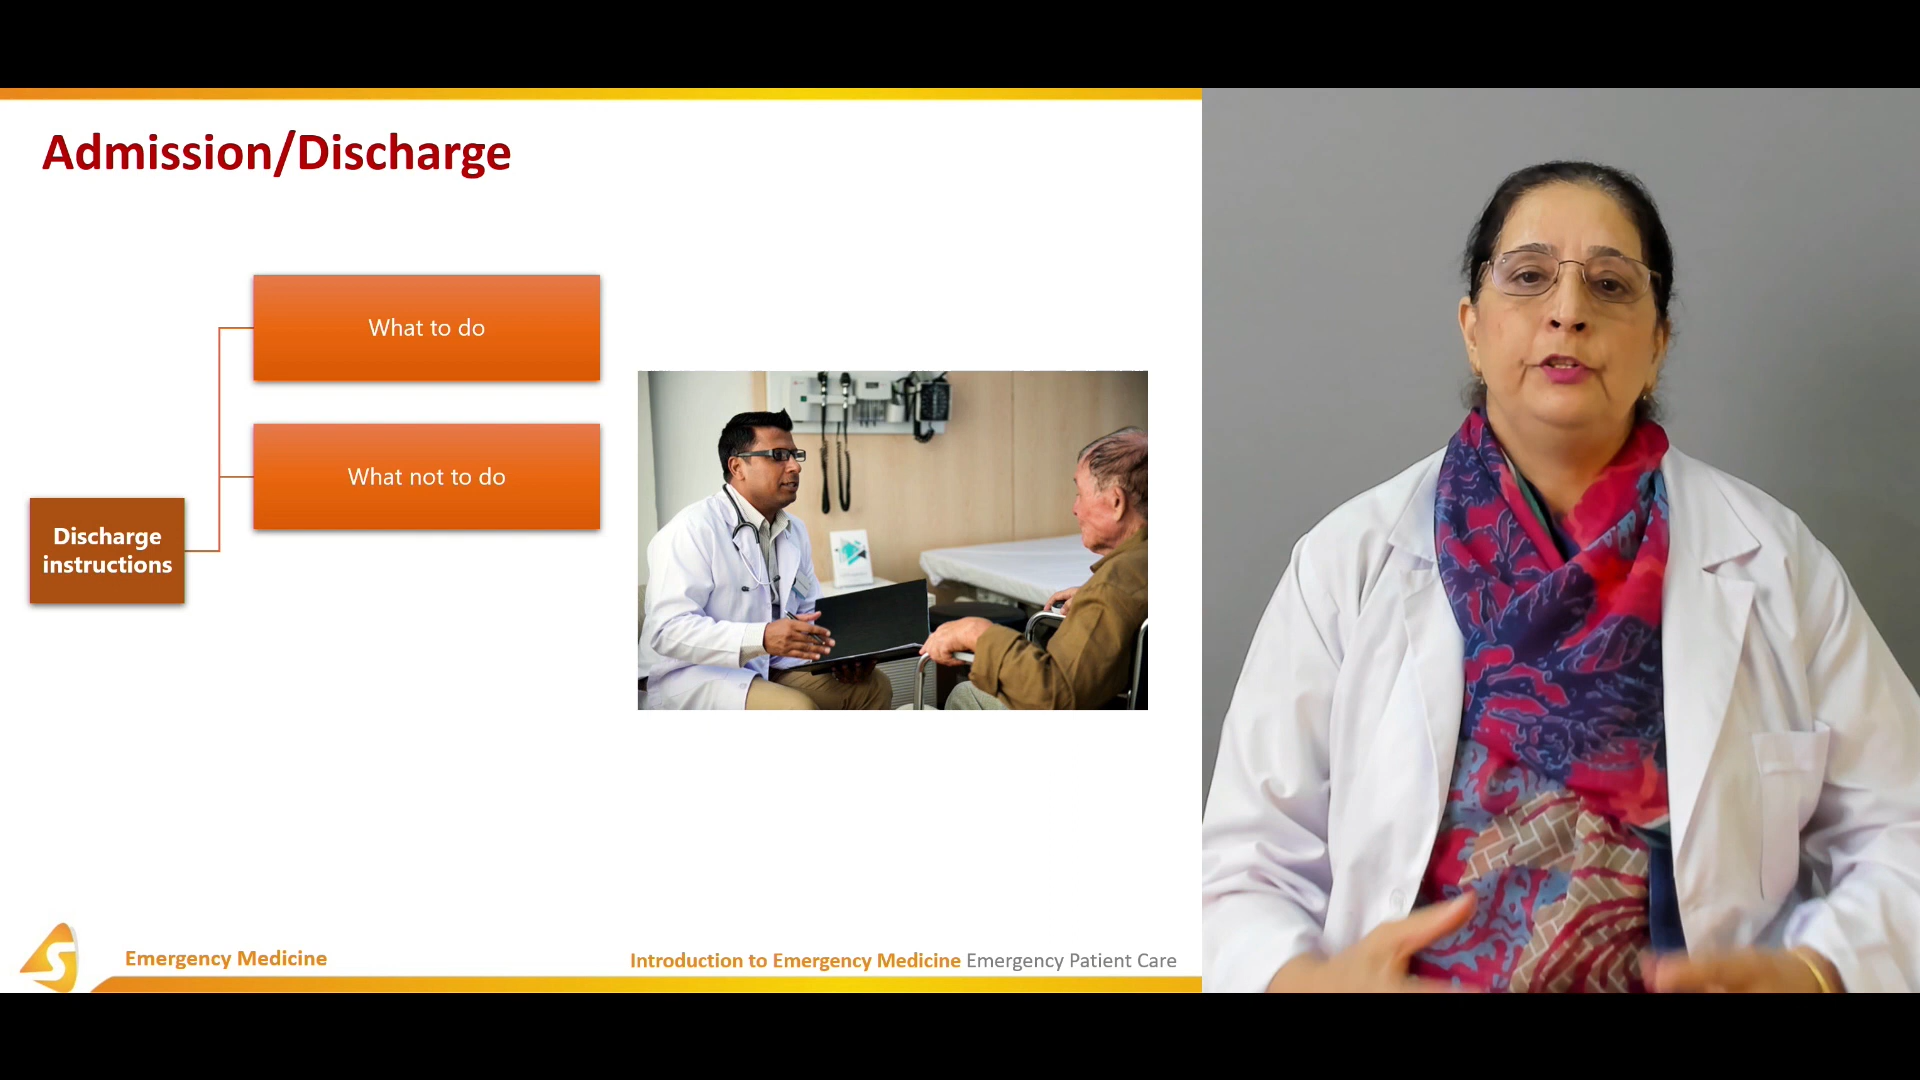 Admission/Discharge
What to do
What not to do
Discharge
instructions
Emergency Medicine
Introduction to Emergency Medicine Emergency Patient Care